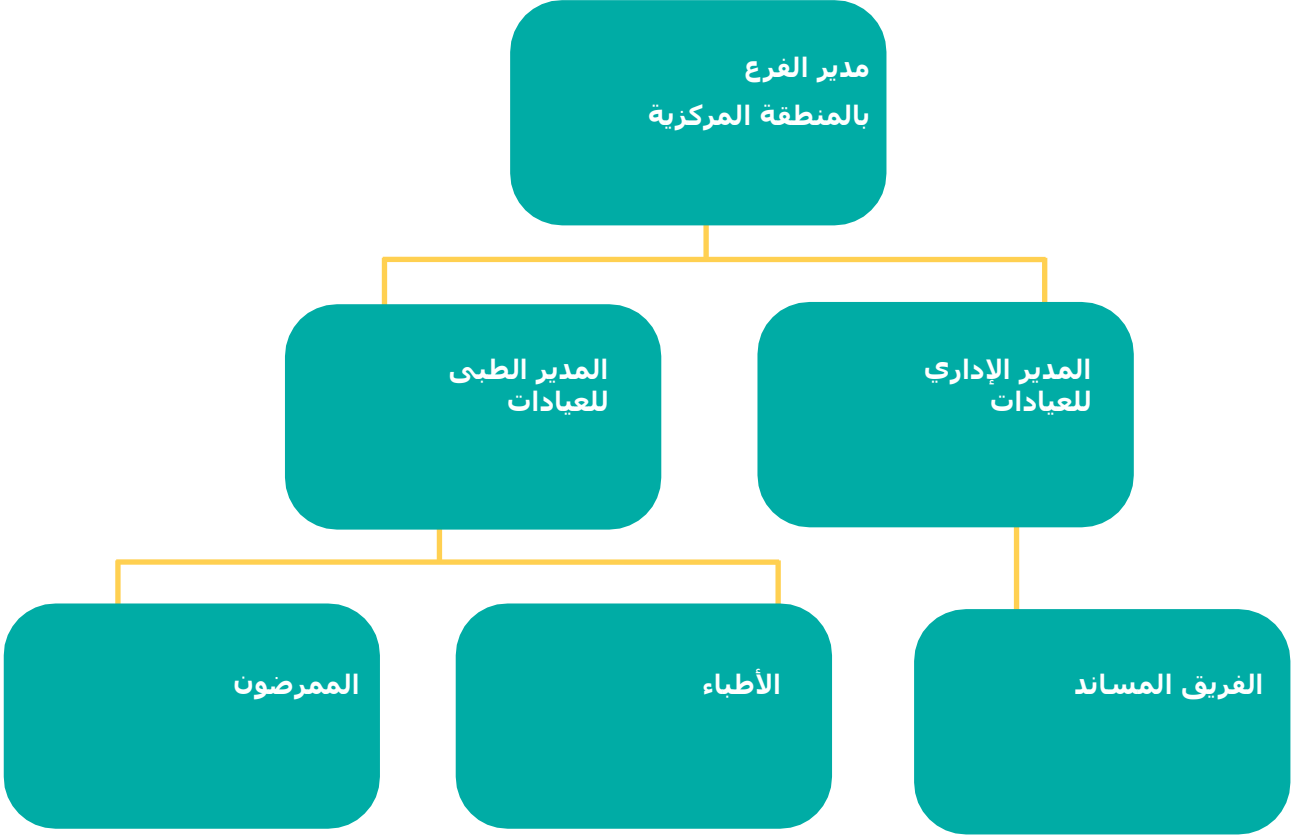 مدير الفرع
بالمنطقة المركزية
المدير الإداري
للعيادات
المدير الطبى
للعيادات
الفريق المساند
الأطباء
الممرضون